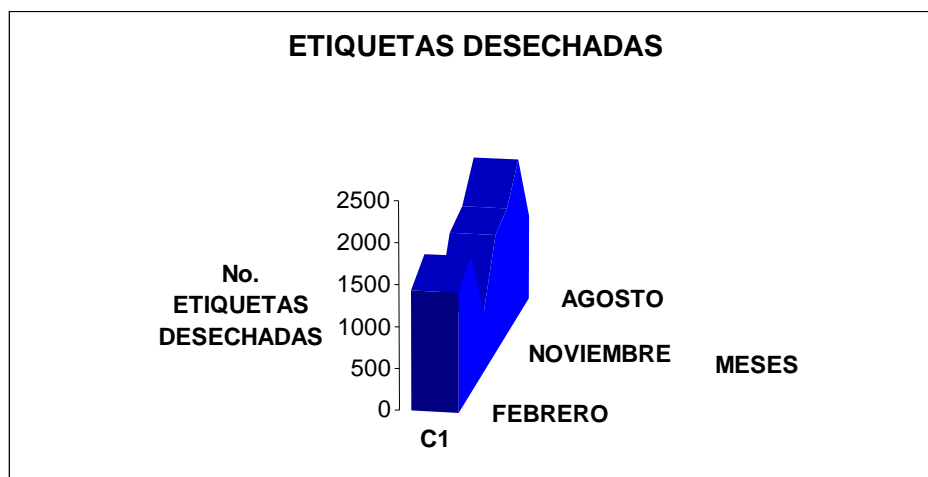 ETIQUETAS DESECHADAS
2500
2000
1500
1000
500
0
No.
ETIQUETAS
DESECHADAS
C1
FEBRERO
NOVIEMBRE
AGOSTO
MESES